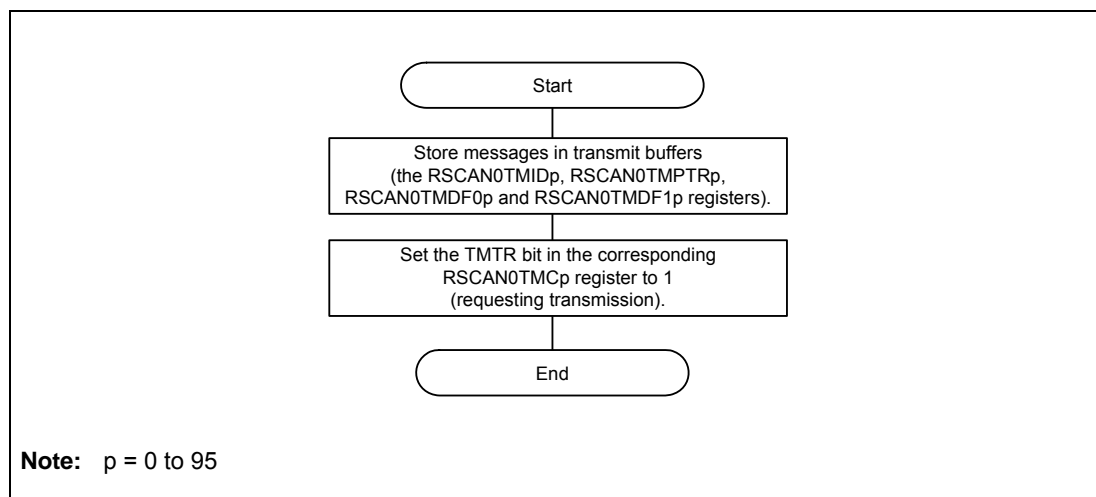 Start
Store messages in transmit buffers
(the RSCAN0TMIDp, RSCAN0TMPTRp,
RSCAN0TMDF0p and RSCAN0TMDF1p registers).
Set the TMTR bit in the corresponding
RSCAN0TMCp register to 1
(requesting transmission).
End
Note: p = 0 to 95